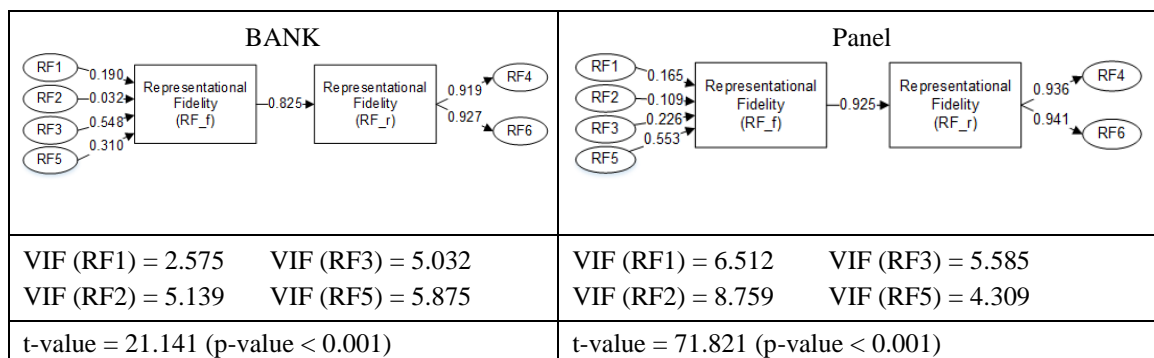 BANK
RF1
0.190
RF2
0.032
RF3
0.548
RF5
0.310
Representational
Fidelity
(RF_f)
0.825
Representational
Fidelity
(RF_r)
0.919
RF4
0.927
RF6
Panel
RF1
0.165
RF2
0.109
RF3
0.226
RF5
0.553
Representational
Fidelity
(RF_f)
0.925
Representational
Fidelity
(RF_r)
0.936
RF4
0.941
RF6
VIF (RF1) = 2.575 VIF (RF3) = 5.032
VIF (RF2) = 5.139 VIF (RF5) = 5.875
VIF (RF1) = 6.512 VIF (RF3) = 5.585
VIF (RF2) = 8.759 VIF (RF5) = 4.309
t-value = 21.141 (p-value < 0.001)
t-value = 71.821 (p-value < 0.001)